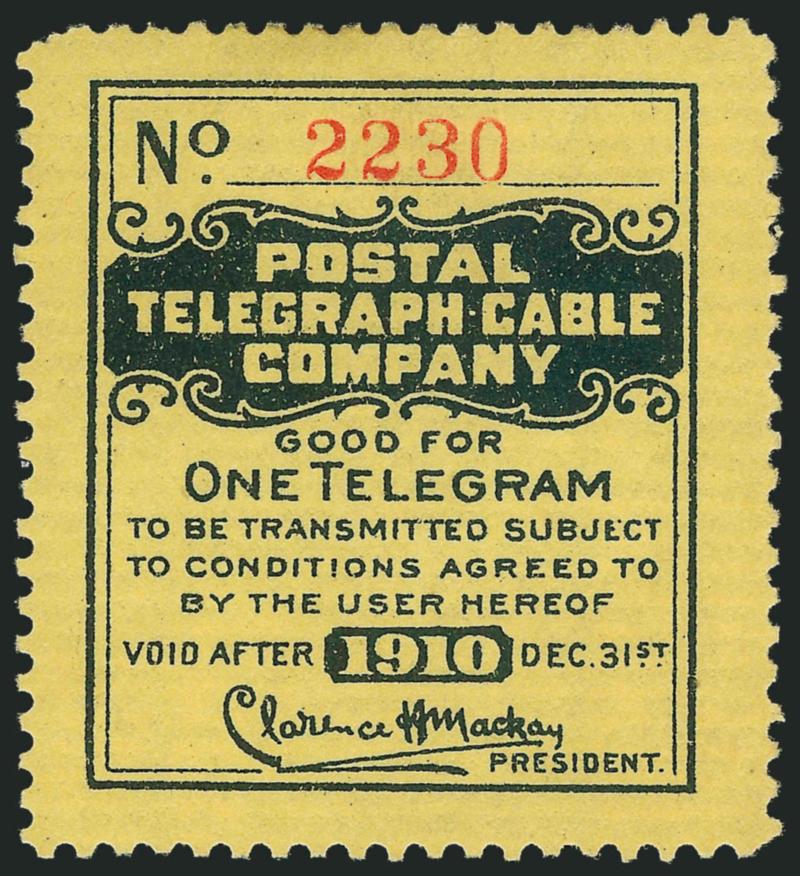 No. 2230
POSTAL
TELEGRAPH·CABLE
COMPANY
GOOD FOR
ONE TELEGRAM
TO BE TRANSMITTED SUBJECT
TO CONDITIONS AGREED TO
BY THE USER HEREOF
VOID AFTER 1910 DEC. 31ST
Clarence H Mackay
PRESIDENT.